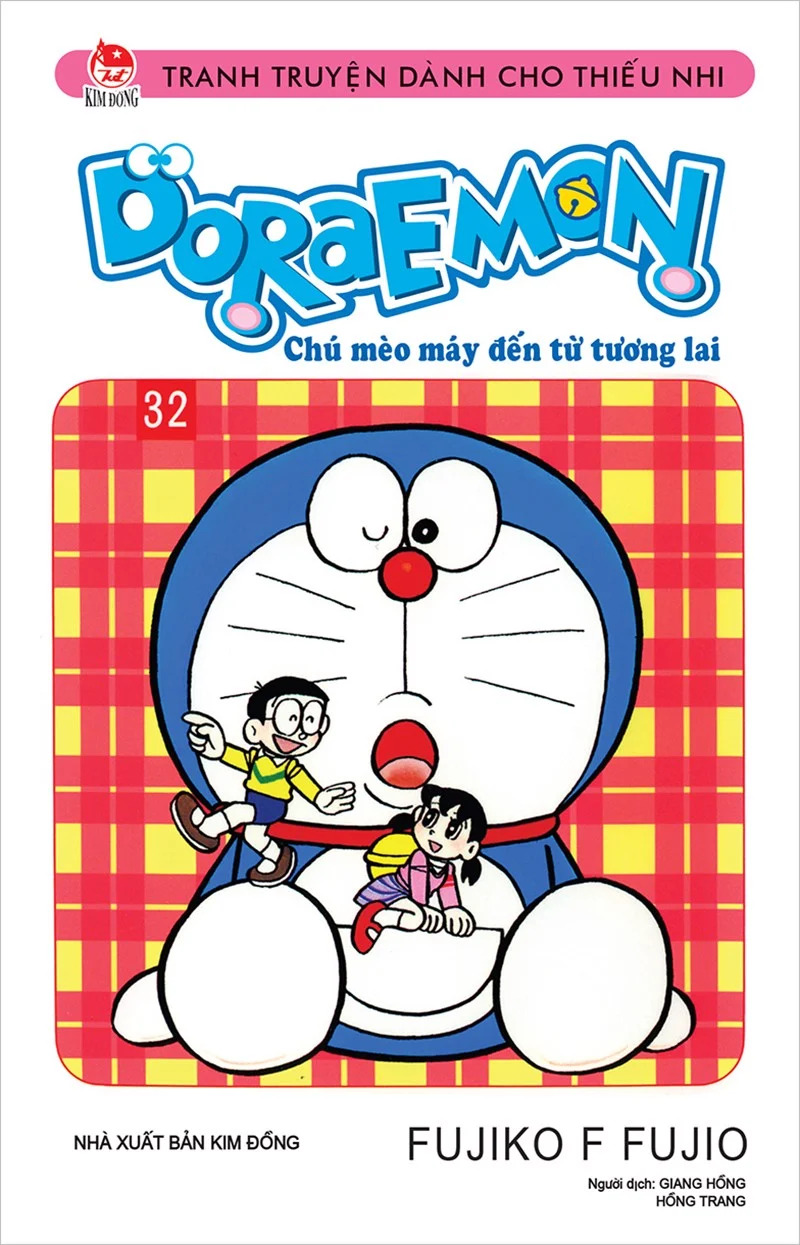 TRANH TRUYỆN DÀNH CHO THIẾU NHI
kđ
KIM ĐỒNG
DORAEMON
Chú mèo máy đến từ tương lai
32
NHÀ XUẤT BẢN KIM ĐỒNG
FUJIKO F FUJIO
Người dịch: GIANG HỒNG
HỒNG TRANG